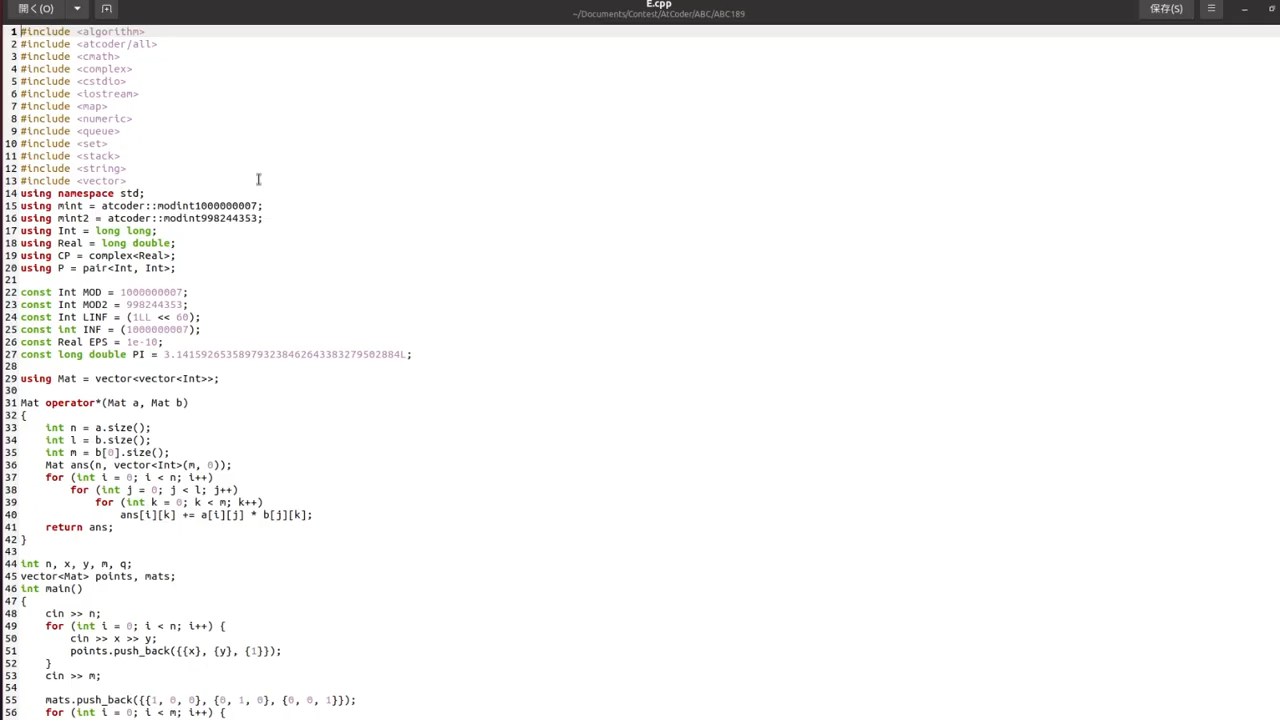 開く(O)
E.cpp
~/Documents/Contest/AtCoder/ABC/ABC189
保存(S)
1 #include <algorithm>
2 #include <atcoder/all>
3 #include <cmath>
4 #include <complex>
5 #include <cstdio>
6 #include <iostream>
7 #include <map>
8 #include <numeric>
9 #include <queue>
10 #include <set>
11 #include <stack>
12 #include <string>
13 #include <vector>
14 using namespace std;
15 using mint = atcoder::modint1000000007;
16 using mint2 = atcoder::modint998244353;
17 using Int = long long;
18 using Real = long double;
19 using CP = complex<Real>;
20 using P = pair<Int, Int>;
21
22 const Int MOD = 1000000007;
23 const Int MOD2 = 998244353;
24 const Int LINF = (1LL << 60);
25 const int INF = (1000000007);
26 const Real EPS = 1e-10;
27 const long double PI = 3.141592653589793238462643383279502884L;
28
29 using Mat = vector<vector<Int>>;
30
31 Mat operator*(Mat a, Mat b)
32 {
33     int n = a.size();
34     int l = b.size();
35     int m = b[0].size();
36     Mat ans(n, vector<Int>(m, 0));
37     for (int i = 0; i < n; i++)
38         for (int j = 0; j < l; j++)
39             for (int k = 0; k < m; k++)
40                 ans[i][k] += a[i][j] * b[j][k];
41     return ans;
42 }
43
44 int n, x, y, m, q;
45 vector<Mat> points, mats;
46 int main()
47 {
48     cin >> n;
49     for (int i = 0; i < n; i++) {
50         cin >> x >> y;
51         points.push_back({{x}, {y}, {1}});
52     }
53     cin >> m;
54
55     mats.push_back({{1, 0, 0}, {0, 1, 0}, {0, 0, 1}});
56     for (int i = 0; i < m; i++) {